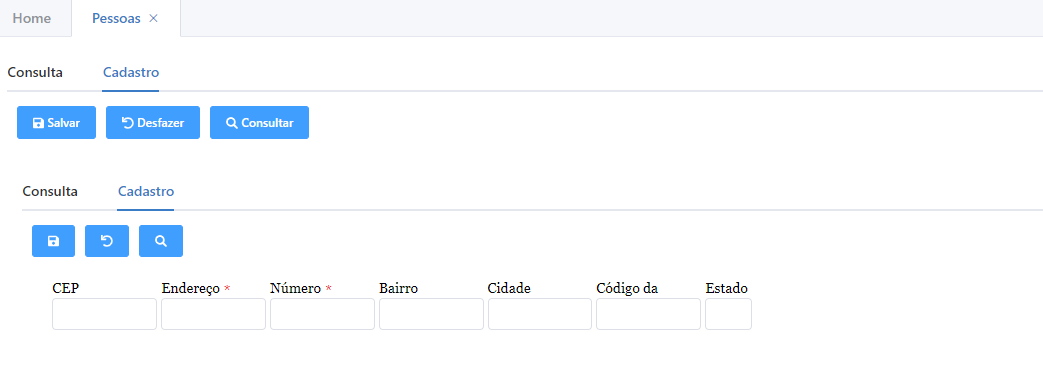 Home Pessoas ×
Consulta Cadastro
Salvar Desfazer Consultar
Consulta Cadastro
CEP Endereço * Número * Bairro Cidade Código da Estado